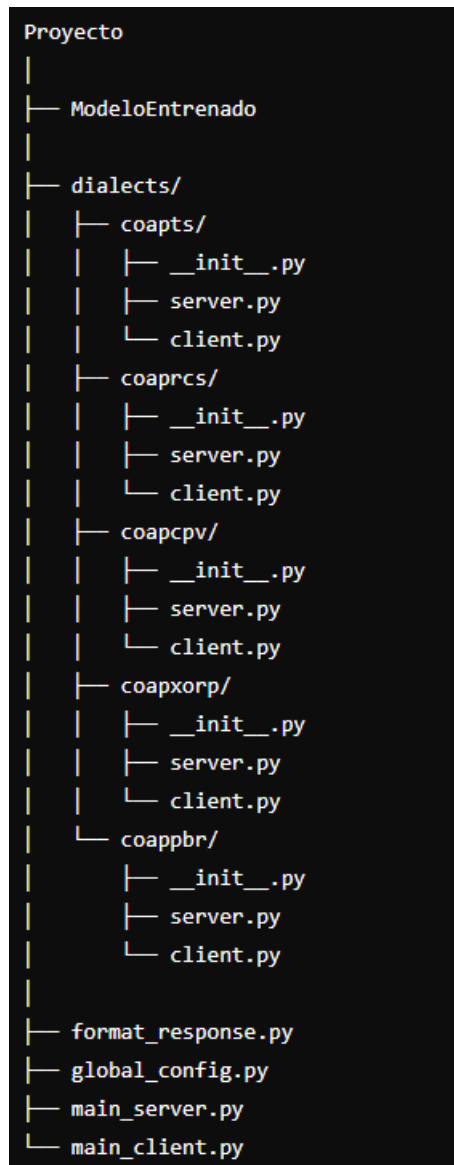 Proyecto
│
├── ModeloEntrenado
│
├── dialects/
│   ├── coapts/
│   │   ├── __init__.py
│   │   ├── server.py
│   │   └── client.py
│   ├── coaprcs/
│   │   ├── __init__.py
│   │   ├── server.py
│   │   └── client.py
│   ├── coapcpv/
│   │   ├── __init__.py
│   │   ├── server.py
│   │   └── client.py
│   ├── coapxorp/
│   │   ├── __init__.py
│   │   ├── server.py
│   │   └── client.py
│   └── coappbr/
│       ├── __init__.py
│       ├── server.py
│       └── client.py
│
├── format_response.py
├── global_config.py
├── main_server.py
└── main_client.py